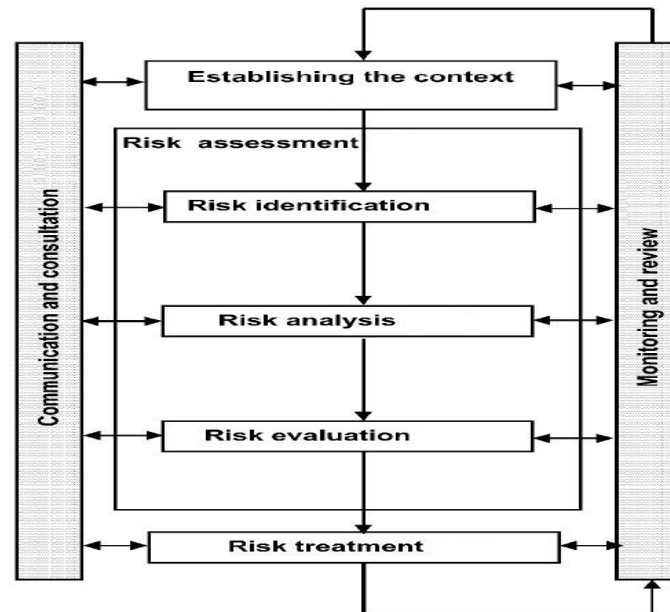 Establishing the context
Risk assessment
Risk identification
Risk analysis
Risk evaluation
Risk treatment
Communication and consultation
Monitoring and review